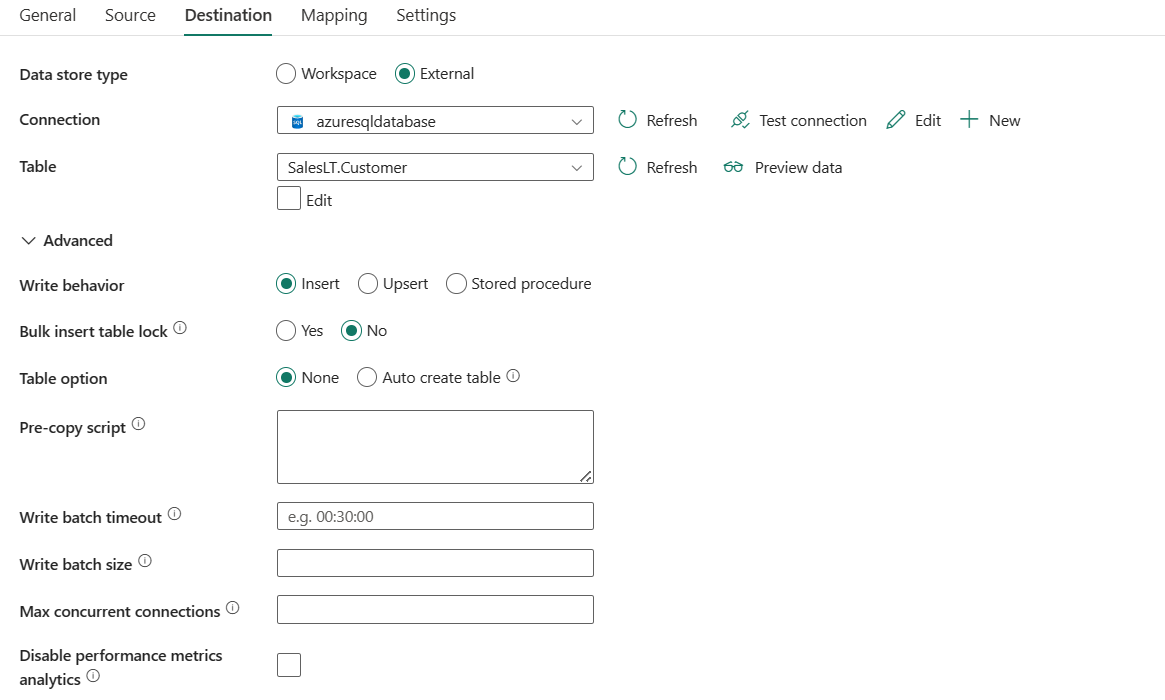 General Source Destination Mapping Settings
Data store type Workspace External
Connection SQL azuresqldatabase Refresh Test connection Edit New
Table SalesLT.Customer Refresh Preview data
Edit
Advanced
Write behavior Insert Upsert Stored procedure
Bulk insert table lock Yes No
Table option None Auto create table
Pre-copy script
Write batch timeout e.g. 00:30:00
Write batch size
Max concurrent connections
Disable performance metrics
analytics